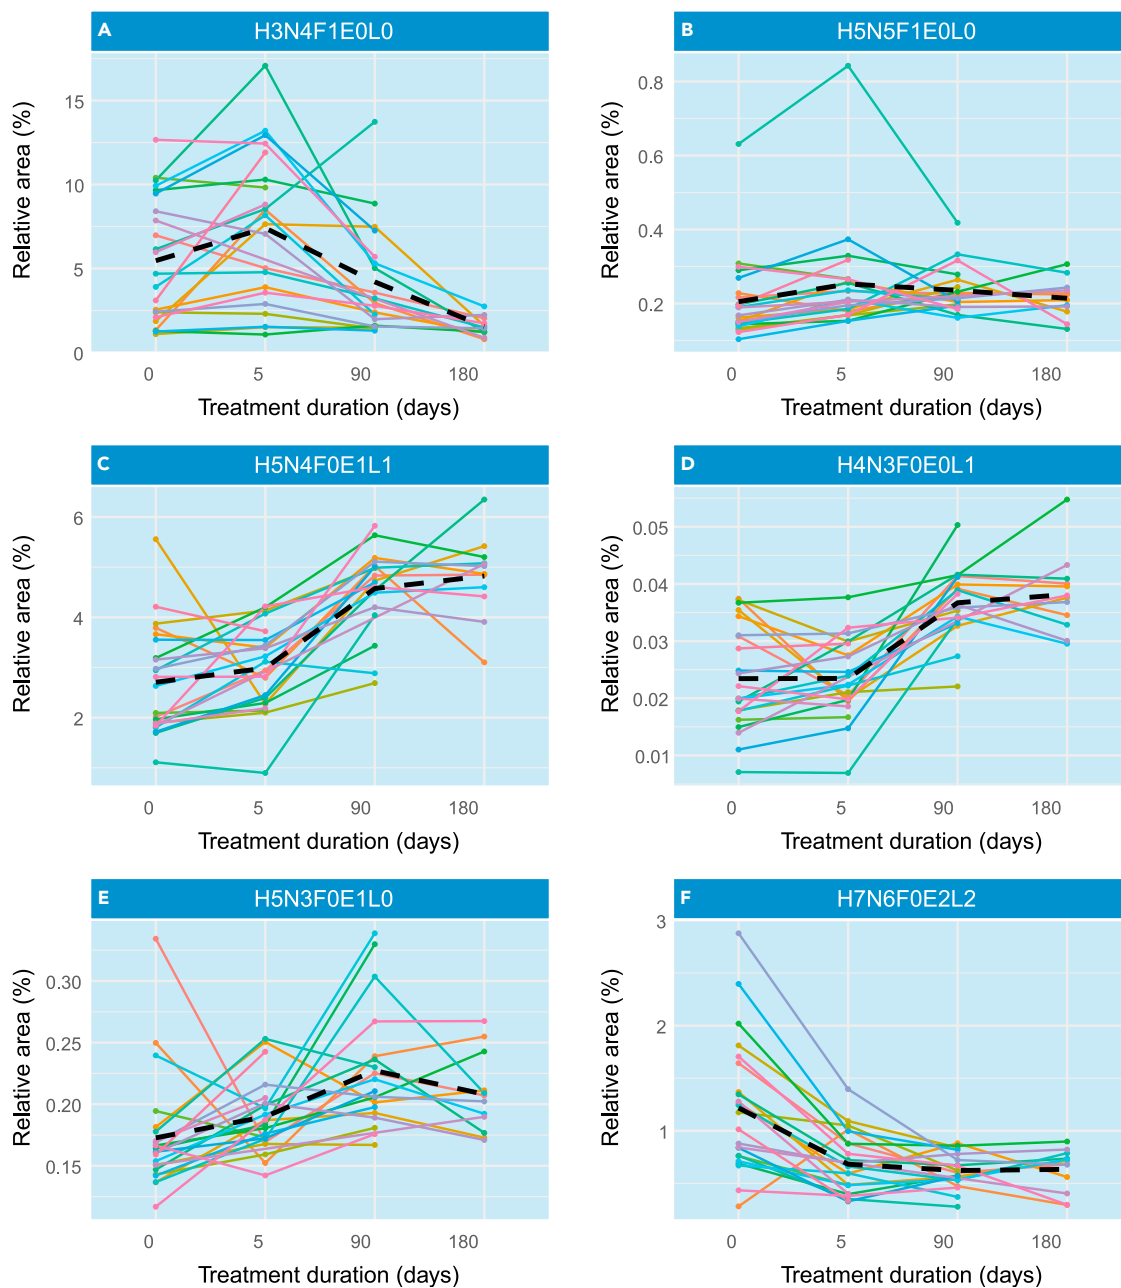 A H3N4F1E0L0
Relative area (%)
15
10
5
0
0 5 90 180
Treatment duration (days)
B H5N5F1E0L0
Relative area (%)
0.8
0.6
0.4
0.2
0 5 90 180
Treatment duration (days)
C H5N4F0E1L1
Relative area (%)
6
4
2
0 5 90 180
Treatment duration (days)
D H4N3F0E0L1
Relative area (%)
0.05
0.04
0.03
0.02
0.01
0 5 90 180
Treatment duration (days)
E H5N3F0E1L0
Relative area (%)
0.30
0.25
0.20
0.15
0 5 90 180
Treatment duration (days)
F H7N6F0E2L2
Relative area (%)
3
2
1
0 5 90 180
Treatment duration (days)